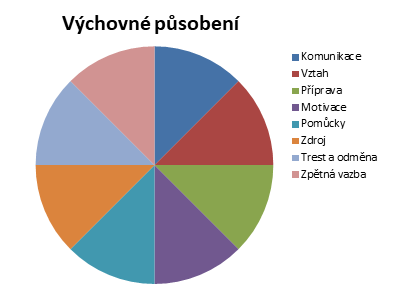 Výchovné působení
Komunikace
Vztah
Příprava
Motivace
Pomůcky
Zdroj
Trest a odměna
Zpětná vazba